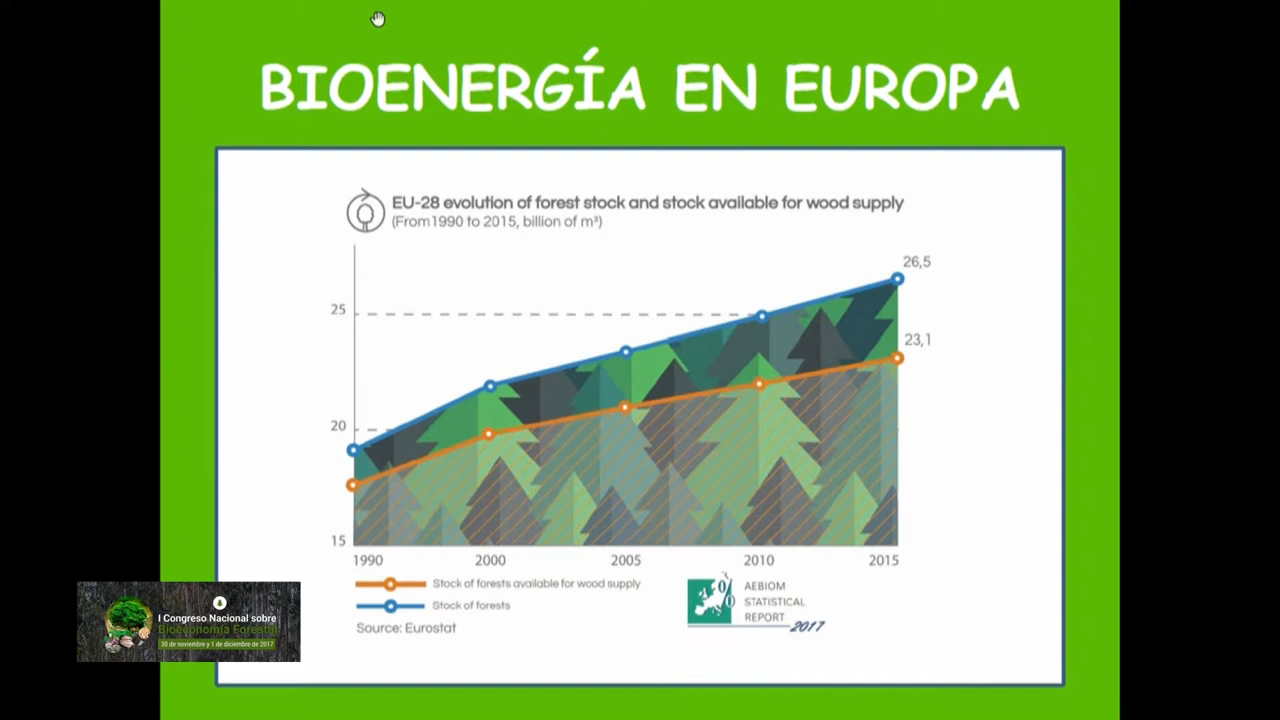 BIOENERGÍA EN EUROPA
EU-28 evolution of forest stock and stock available for wood supply
(From 1990 to 2015, billion of m³)
26,5
25
23,1
20
15
1990 2000 2005 2010 2015
Stock of forests available for wood supply
Stock of forests
Source: Eurostat
AEBIOM
STATISTICAL
REPORT
2017
I Congreso Nacional sobre
Bioeconomía Forestal
30 de noviembre y 1 de diciembre de 2017